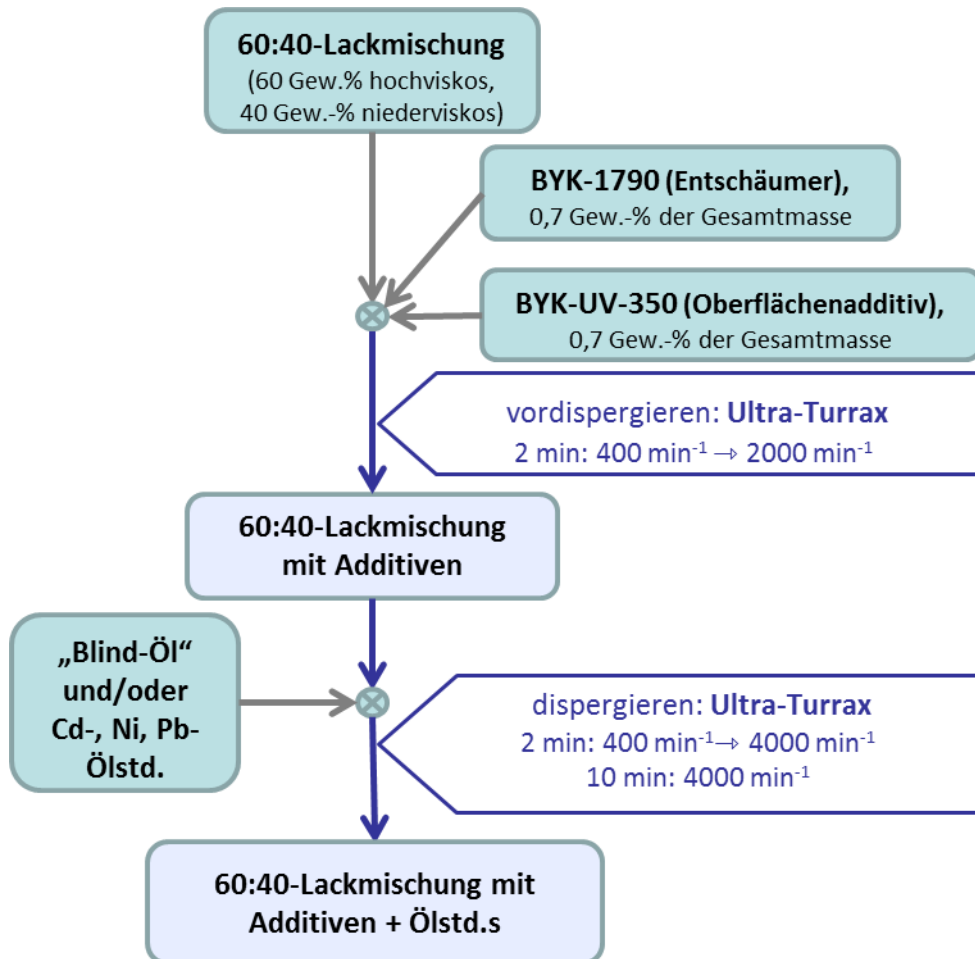 60:40-Lackmischung
(60 Gew.% hochviskos,
40 Gew.-% niederviskos)
BYK-1790 (Entschäumer),
0,7 Gew.-% der Gesamtmasse
BYK-UV-350 (Oberflächenadditiv),
0,7 Gew.-% der Gesamtmasse
vordispergieren: Ultra-Turrax
2 min: 400 min⁻¹ → 2000 min⁻¹
60:40-Lackmischung
mit Additiven
„Blind-Öl“
und/oder
Cd-, Ni, Pb-
Ölstd.
dispergieren: Ultra-Turrax
2 min: 400 min⁻¹→ 4000 min⁻¹
10 min: 4000 min⁻¹
60:40-Lackmischung mit
Additiven + Ölstd.s